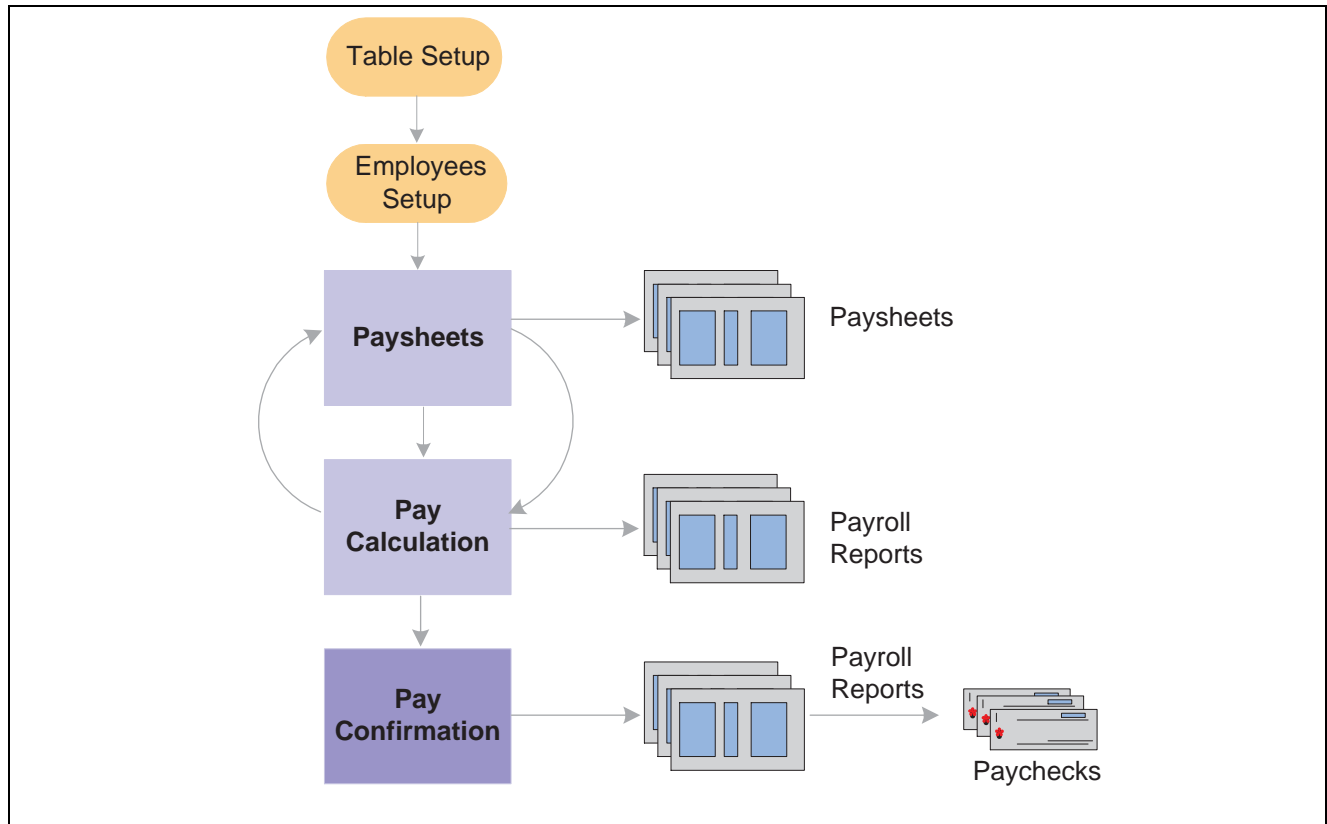 Table Setup
Employees
Setup
Paysheets
Paysheets
Pay
Calculation
Payroll
Reports
Pay
Confirmation
Payroll
Reports
Paychecks